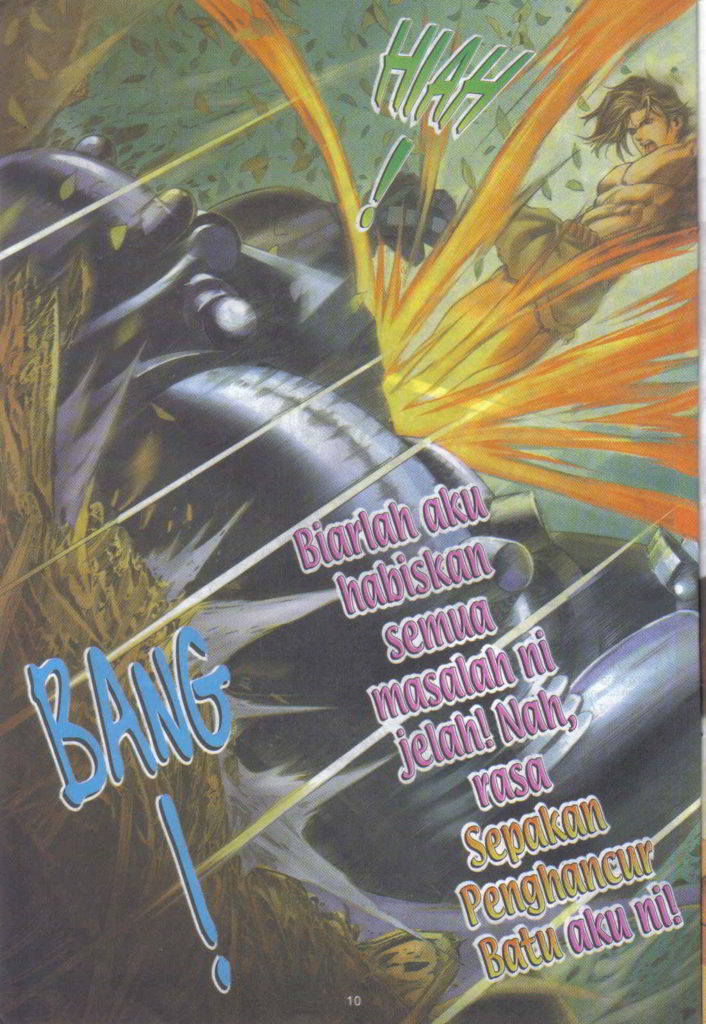 HIAH
!
Biarlah aku
habiskan
semua
masalah ni
jelah! Nah,
rasa
Sepakan
Penghancur
Batu aku ni!
BANG
!
10